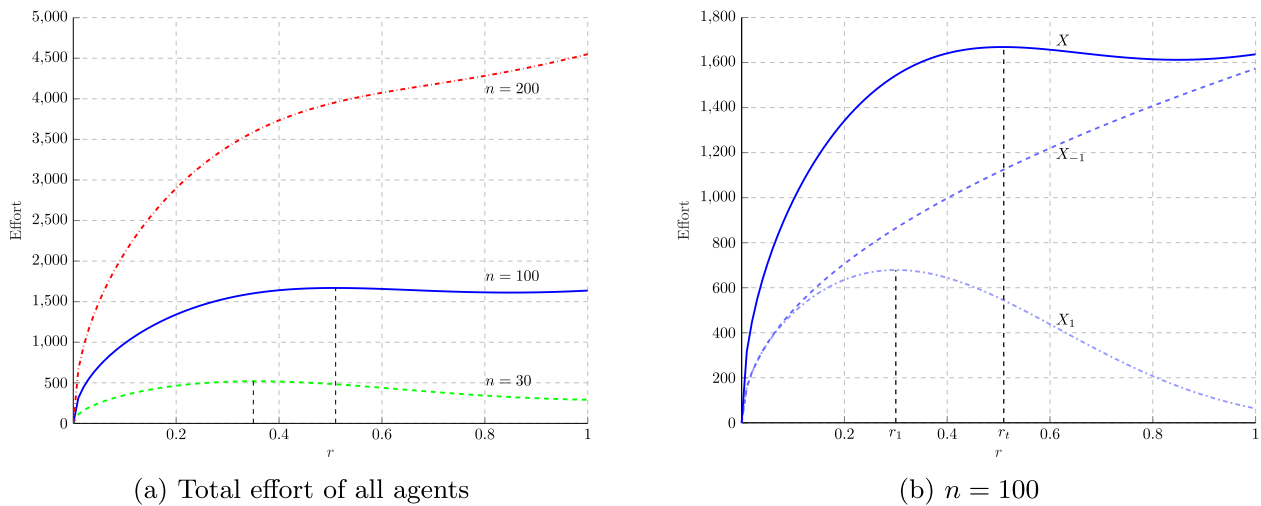 5,000
4,500
4,000
3,500
3,000
2,500
2,000
1,500
1,000
500
0
Effort
n = 200
n = 100
n = 30
0.2
0.4
0.6
0.8
1
r
(a) Total effort of all agents
1,800
1,600
1,400
1,200
1,000
800
600
400
200
0
Effort
X
X₋₁
X₁
0.2
r₁
0.4
rₜ
0.6
0.8
1
r
(b) n = 100